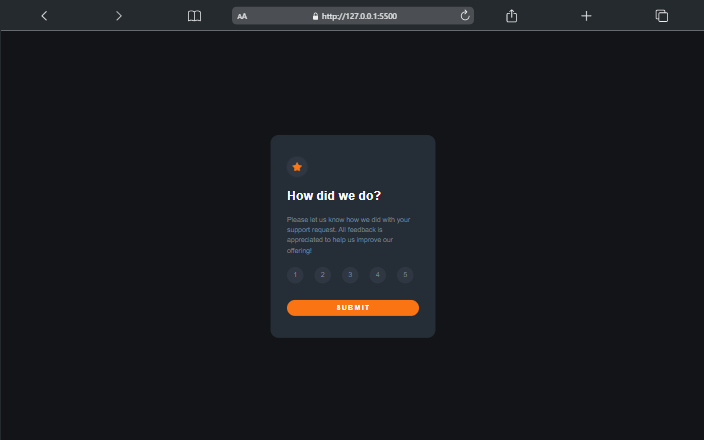 AA http://127.0.0.1:5500
How did we do?
Please let us know how we did with your
support request. All feedback is
appreciated to help us improve our
offering!
1 2 3 4 5
SUBMIT